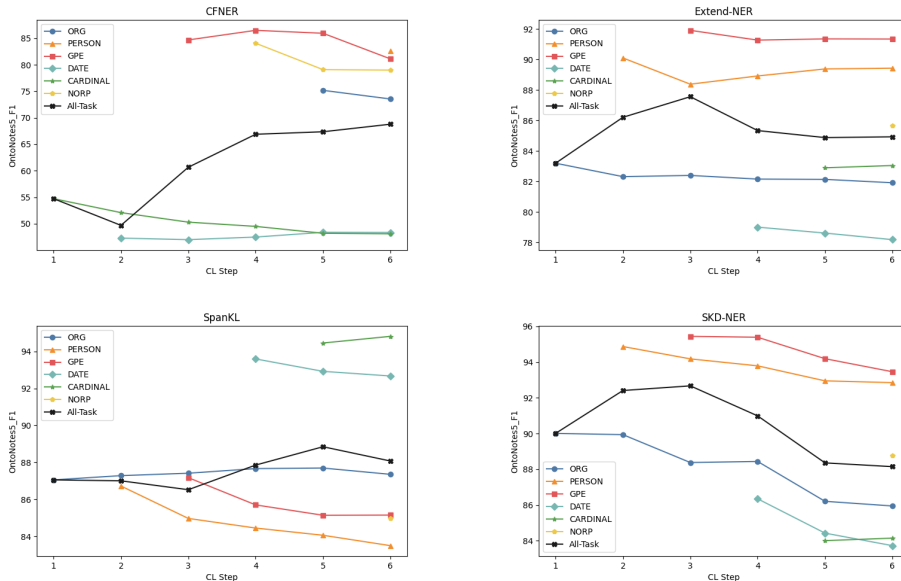 CFNER
OntoNotes5_F1
85
80
75
70
65
60
55
50
ORG
PERSON
GPE
DATE
CARDINAL
NORP
All-Task
1 2 3 4 5 6
CL Step
Extend-NER
OntoNotes5_F1
92
90
88
86
84
82
80
78
ORG
PERSON
GPE
DATE
CARDINAL
NORP
All-Task
1 2 3 4 5 6
CL Step
SpanKL
OntoNotes5_F1
94
92
90
88
86
84
ORG
PERSON
GPE
DATE
CARDINAL
NORP
All-Task
1 2 3 4 5 6
CL Step
SKD-NER
OntoNotes5_F1
96
94
92
90
88
86
84
ORG
PERSON
GPE
DATE
CARDINAL
NORP
All-Task
1 2 3 4 5 6
CL Step